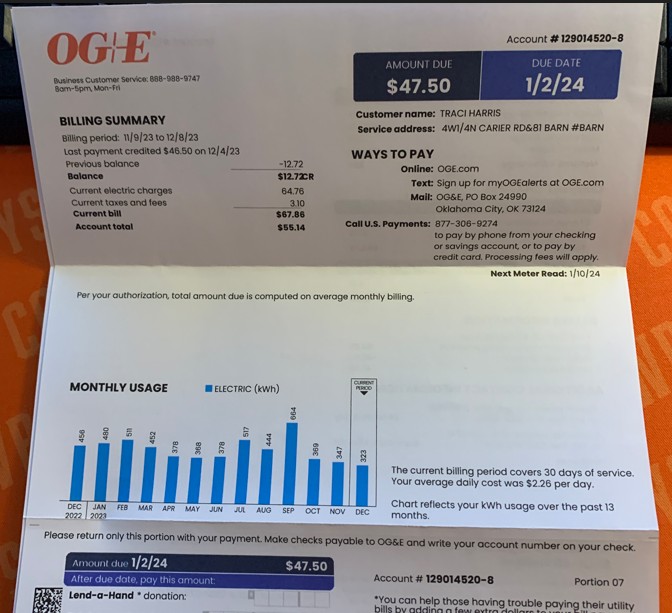 OG+E
Business Customer Service: 888-988-9747
8am-5pm, Mon-Fri
Account # 129014520-8
AMOUNT DUE
$47.50
DUE DATE
1/2/24
Customer name: TRACI HARRIS
Service address: 4W1/4N CARIER RD&81 BARN #BARN
BILLING SUMMARY
Billing period: 11/9/23 to 12/8/23
Last payment credited $46.50 on 12/4/23
Previous balance -12.72
Balance $12.72CR
Current electric charges 64.76
Current taxes and fees 3.10
Current bill $67.86
Account total $55.14
WAYS TO PAY
Online: OGE.com
Text: Sign up for myOGEalerts at OGE.com
Mail: OG&E, PO Box 24990
Oklahoma City, OK 73124
Call U.S. Payments: 877-306-9274
to pay by phone from your checking
or savings account, or to pay by
credit card. Processing fees will apply.
Next Meter Read: 1/10/24
Per your authorization, total amount due is computed on average monthly billing.
MONTHLY USAGE
ELECTRIC (kWh)
CURRENT
PERIOD
456 480 511 452 378 368 378 517 444 664 369 347 323
DEC JAN FEB MAR APR MAY JUN JUL AUG SEP OCT NOV DEC
2022 2023
The current billing period covers 30 days of service.
Your average daily cost was $2.26 per day.
Chart reflects your kWh usage over the past 13
months.
Please return only this portion with your payment. Make checks payable to OG&E and write your account number on your check.
Amount due 1/2/24 $47.50
After due date, pay this amount:
Lend-a-Hand * donation:
Account # 129014520-8
Portion 07
*You can help those having trouble paying their utility
bills by adding a few extra dollars to your